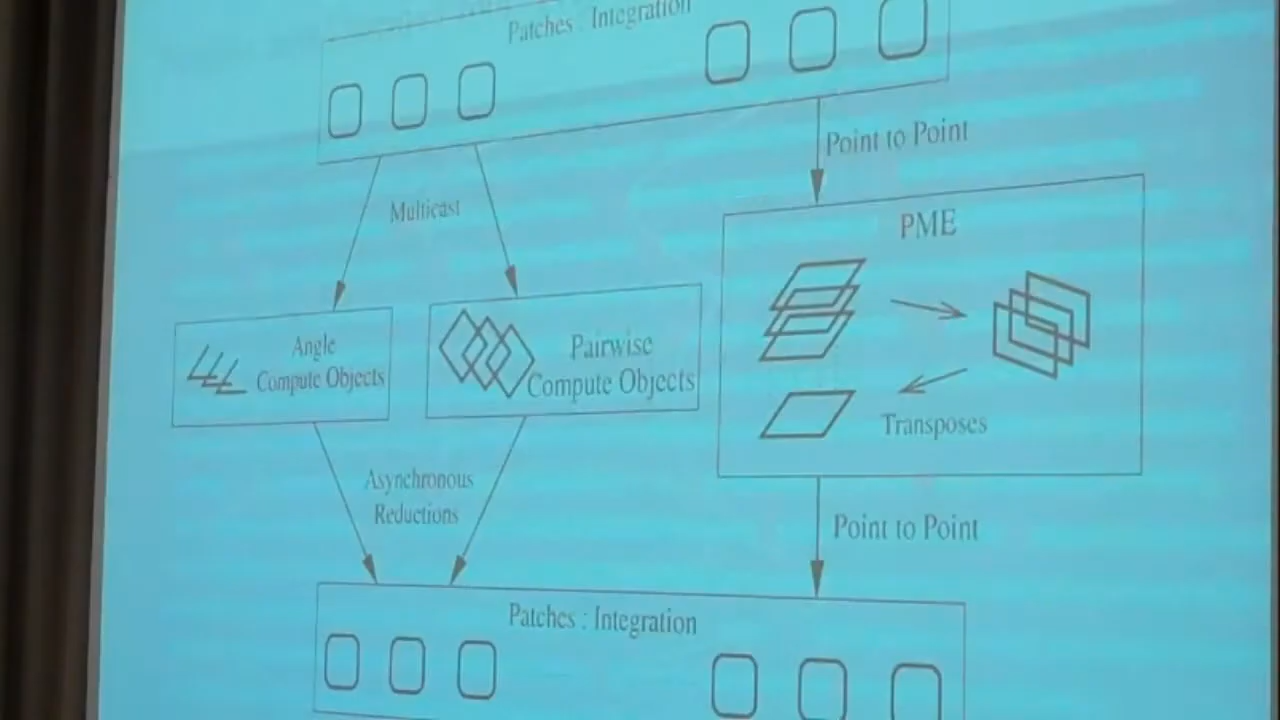 Patches : Integration
Point to Point
Multicast
PME
Angle
Compute Objects
Pairwise
Compute Objects
Transposes
Asynchronous
Reductions
Point to Point
Patches : Integration